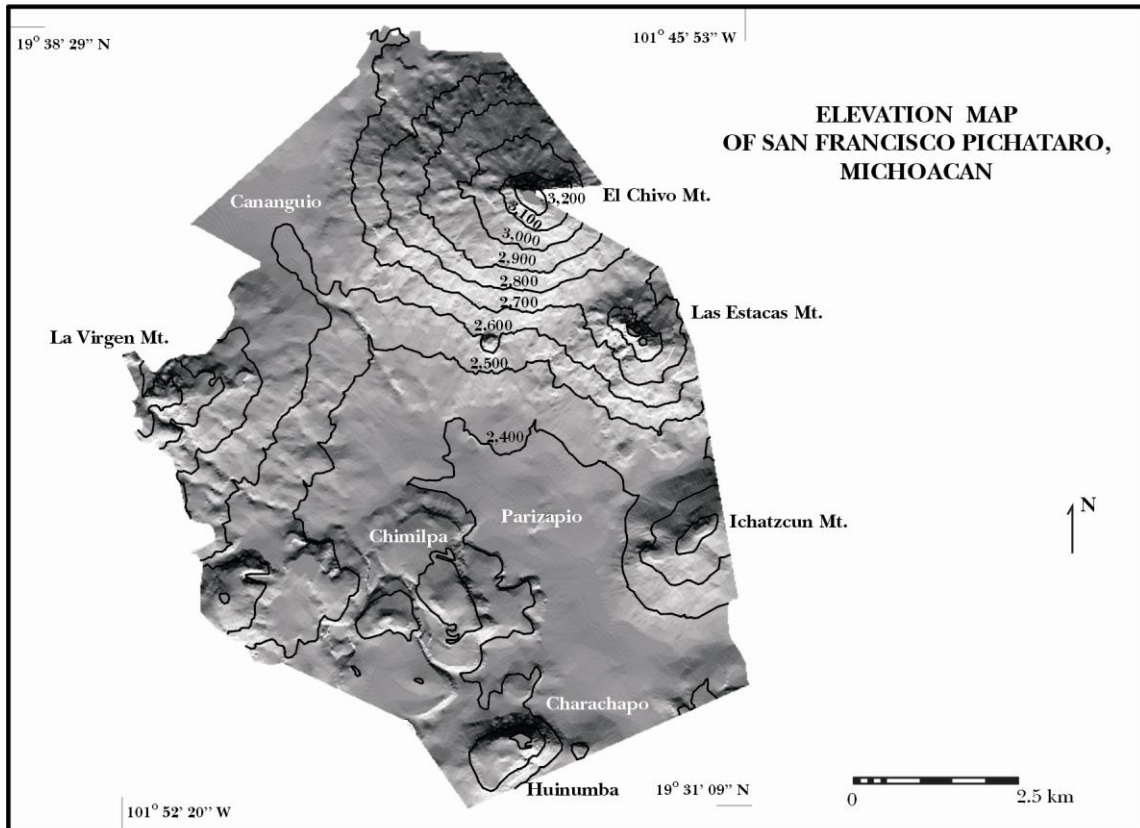 19° 38' 29" N
101° 45' 53" W
ELEVATION MAP
OF SAN FRANCISCO PICHATARO,
MICHOACAN
El Chivo Mt.
3,200
Cananguio
3,100
3,000
2,900
2,800
2,700
Las Estacas Mt.
2,600
La Virgen Mt.
2,500
2,400
N
Parizapio
Ichatzcun Mt.
Chimilpa
Charachapo
Huinumba
19° 31' 09" N
101° 52' 20" W
0
2.5 km